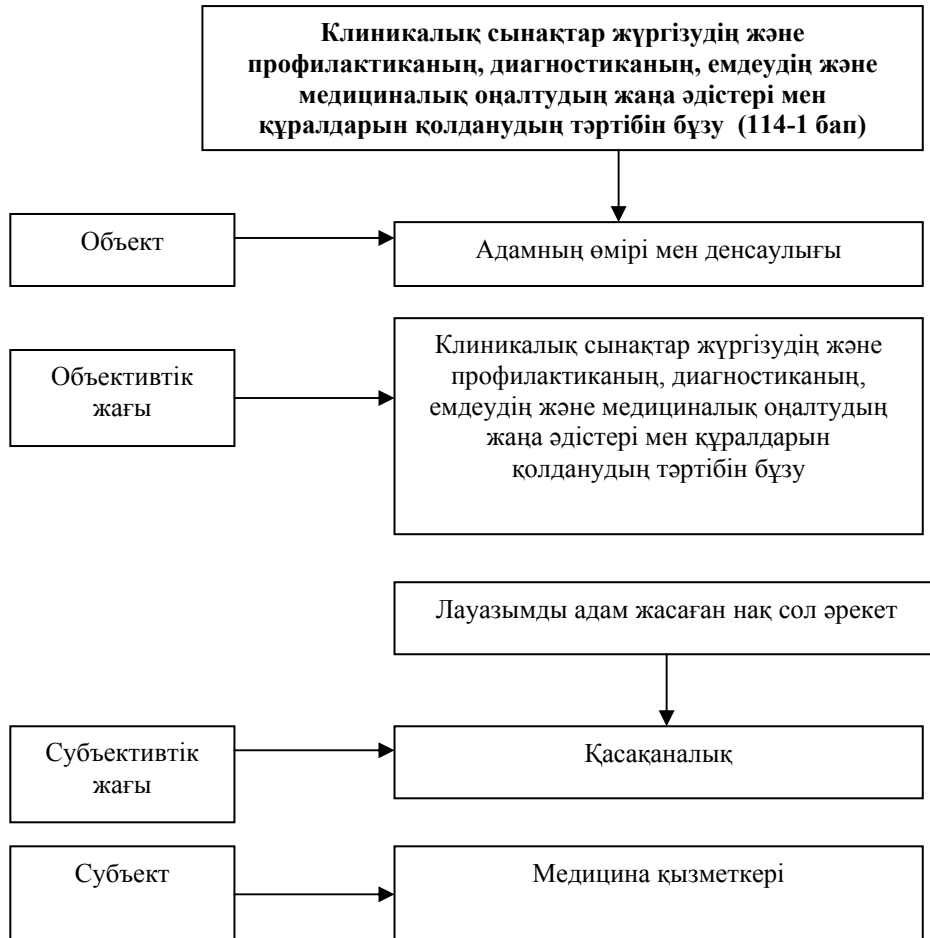 Клиникалық сынақтар жүргізудің және
профилактиканың, диагностиканың, емдеудің және
медициналық оңалтудың жаңа әдістері мен
құралдарын қолданудың тәртібін бұзу (114-1 бап)
Объект
Адамның өмірі мен денсаулығы
Объективтік
жағы
Клиникалық сынақтар жүргізудің және
профилактиканың, диагностиканың,
емдеудің және медициналық оңалтудың
жаңа әдістері мен құралдарын
қолданудың тәртібін бұзу
Лауазымды адам жасаған нақ сол әрекет
Субъективтік
жағы
Қасақаналық
Субъект
Медицина қызметкері